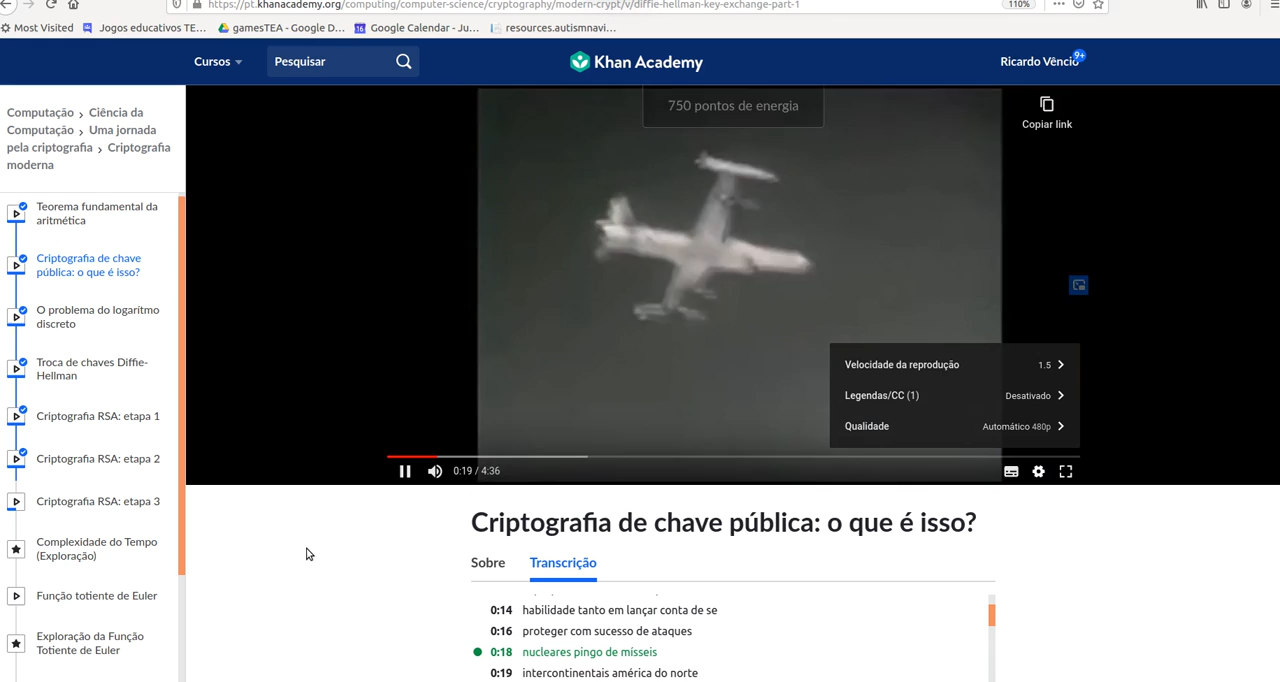 https://pt.khanacademy.org/computing/computer-science/cryptography/modern-crypt/v/diffie-hellman-key-exchange-part-1
110%
Most Visited
Jogos educativos TE...
gamesTEA - Google D...
Google Calendar - Ju...
resources.autismnavi...
Cursos
Pesquisar
Khan Academy
Ricardo Vêncio
9+
Computação > Ciência da
Computação > Uma jornada
pela criptografia > Criptografia
moderna
Teorema fundamental da
aritmética
Criptografia de chave
pública: o que é isso?
O problema do logarítmo
discreto
Troca de chaves Diffie-
Hellman
Criptografia RSA: etapa 1
Criptografia RSA: etapa 2
Criptografia RSA: etapa 3
Complexidade do Tempo
(Exploração)
Função totiente de Euler
Exploração da Função
Totiente de Euler
750 pontos de energia
Copiar link
Velocidade da reprodução 1.5
Legendas/CC (1) Desativado
Qualidade Automático 480p
0:19 / 4:36
Criptografia de chave pública: o que é isso?
Sobre
Transcrição
0:14 habilidade tanto em lançar conta de se
0:16 proteger com sucesso de ataques
0:18 nucleares pingo de mísseis
0:19 intercontinentais américa do norte